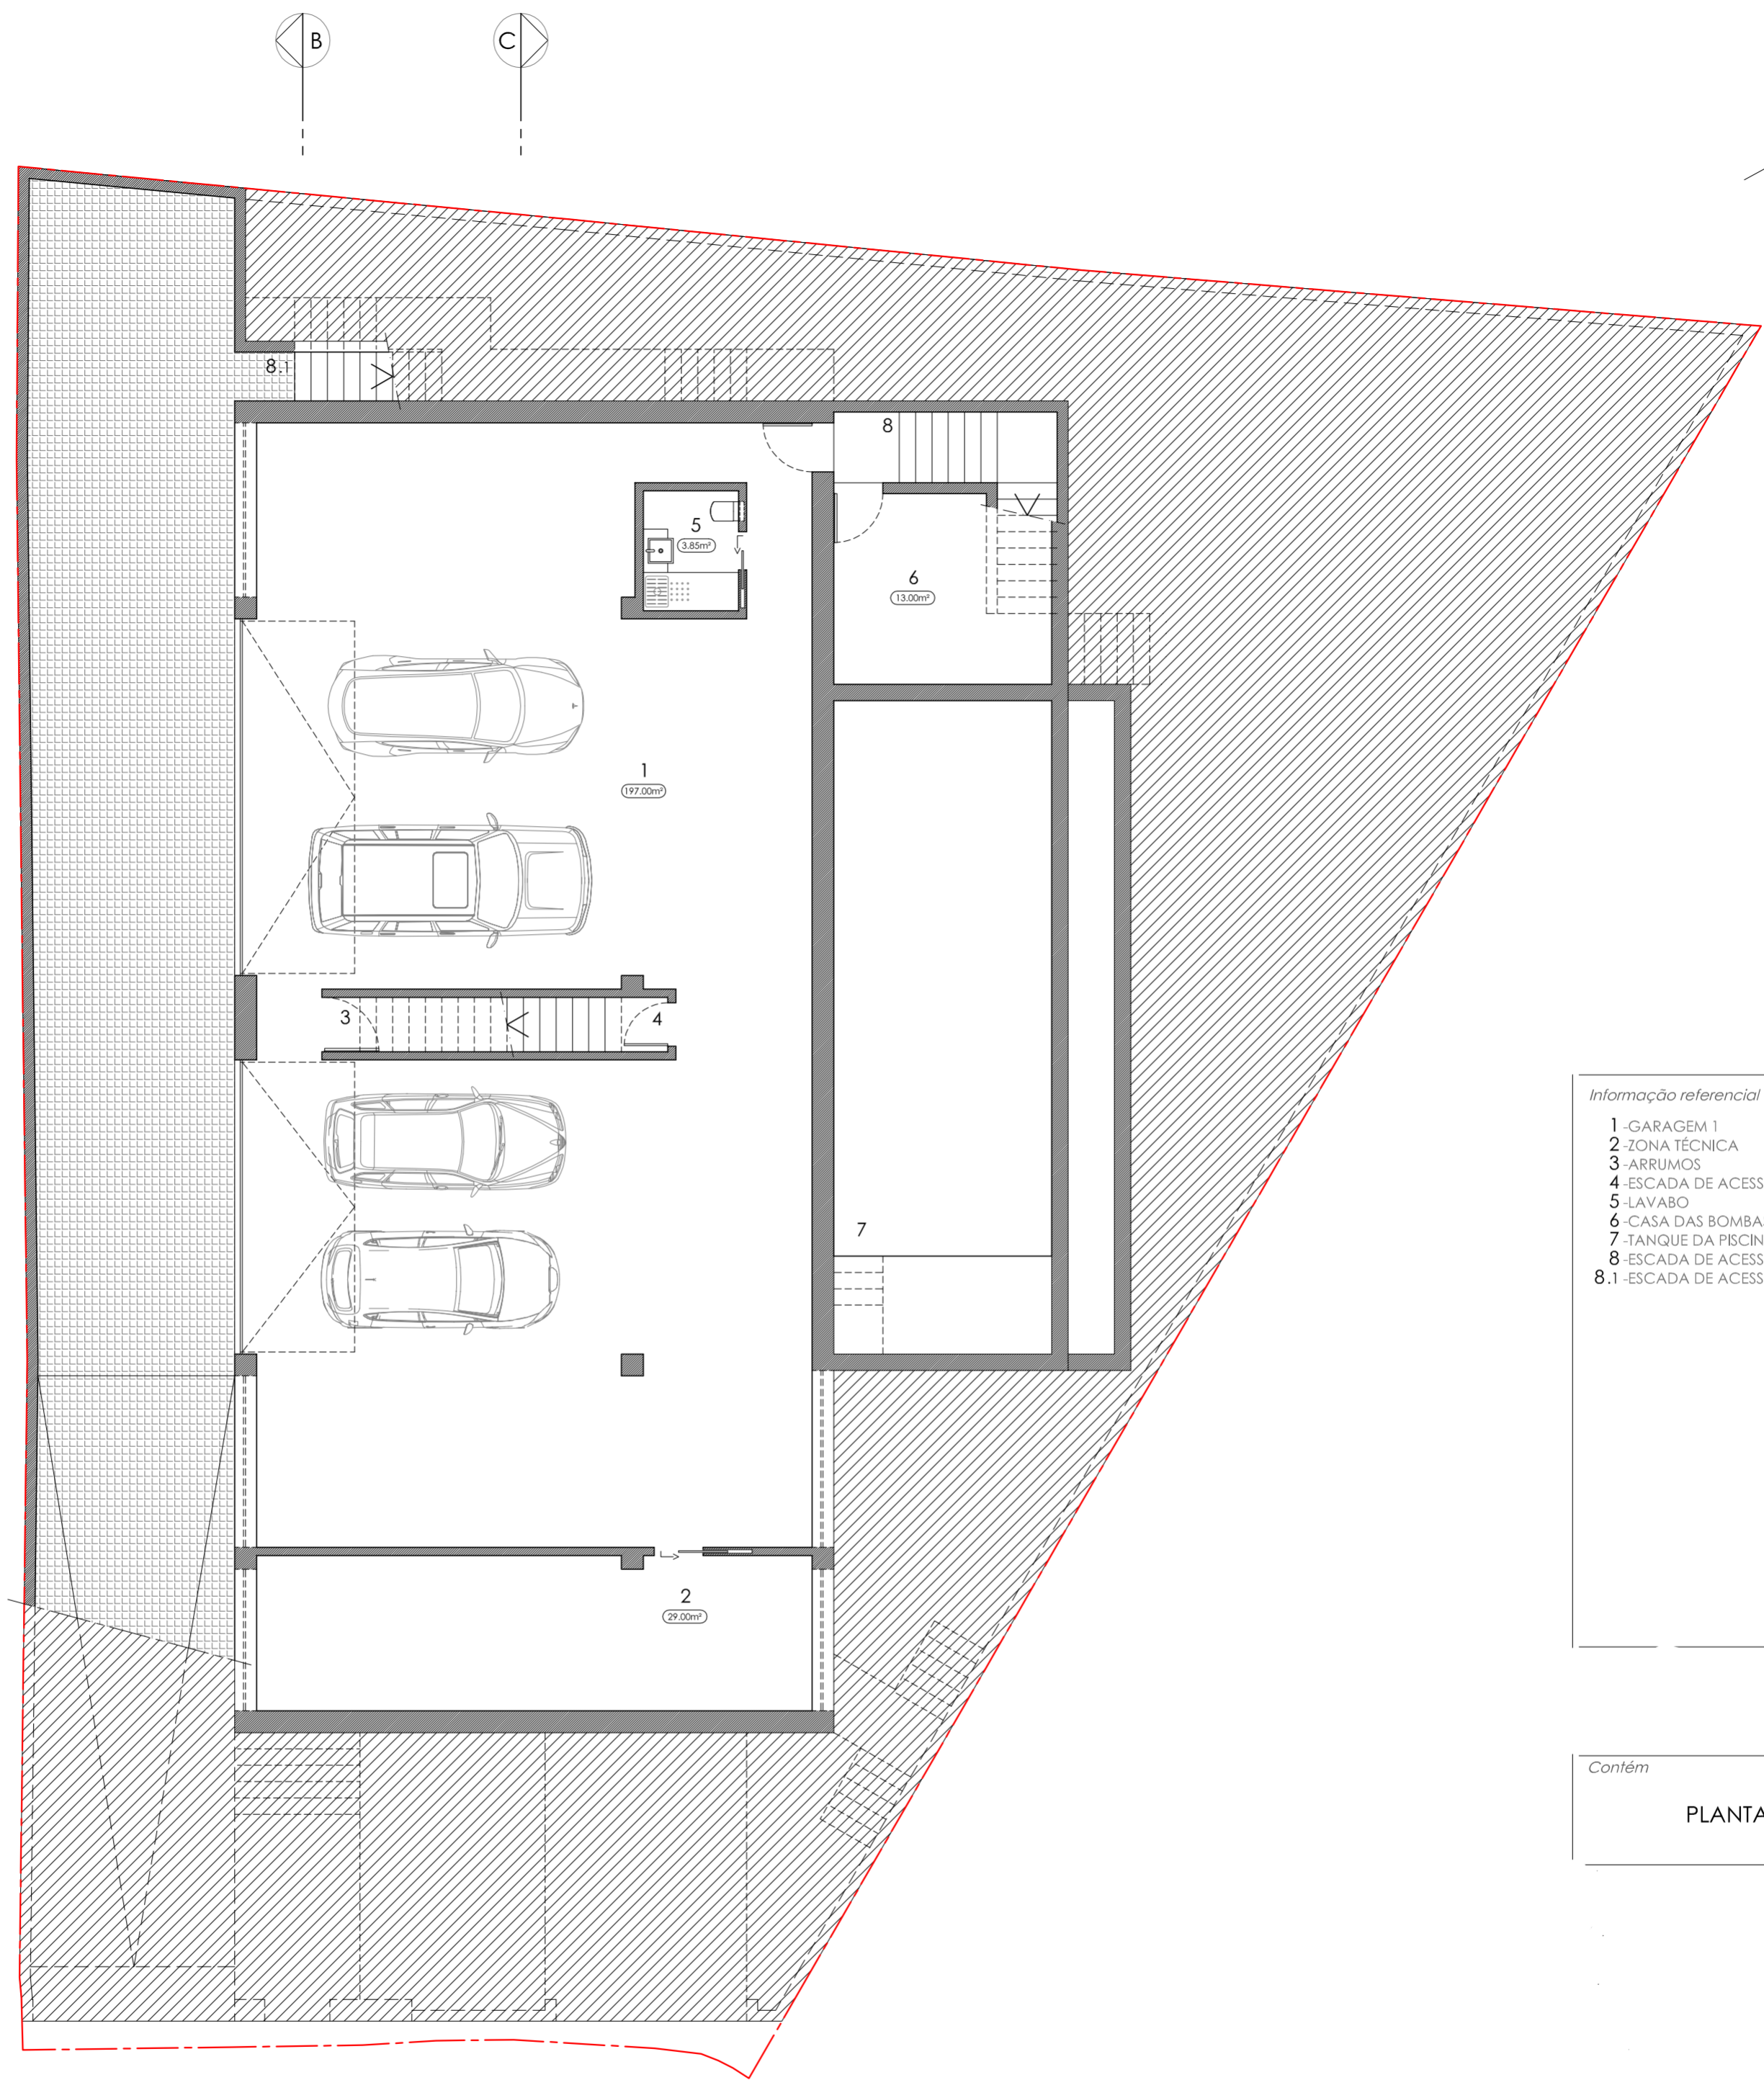 B
C
8.1
8
5
3.85m²
6
13.00m²
1
197.00m²
3
4
7
2
29.00m²
Informação referencial
1 -GARAGEM 1
2 -ZONA TÉCNICA
3 -ARRUMOS
4 -ESCADA DE ACESS
5 -LAVABO
6 -CASA DAS BOMBA
7 -TANQUE DA PISCIN
8 -ESCADA DE ACESS
8.1 -ESCADA DE ACESS
Contém
PLANTA